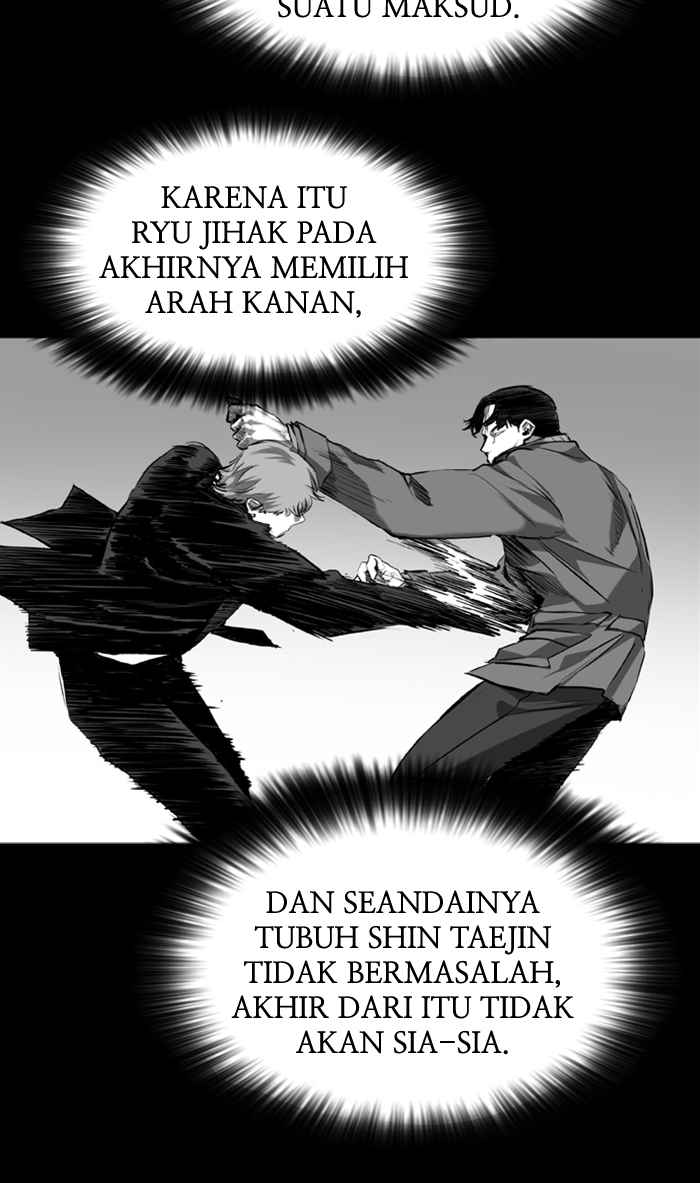 SUATU MAKSUD.
KARENA ITU
RYU JIHAK PADA
AKHIRNYA MEMILIH
ARAH KANAN,
DAN SEANDAINYA
TUBUH SHIN TAEJIN
TIDAK BERMASALAH,
AKHIR DARI ITU TIDAK
AKAN SIA-SIA.